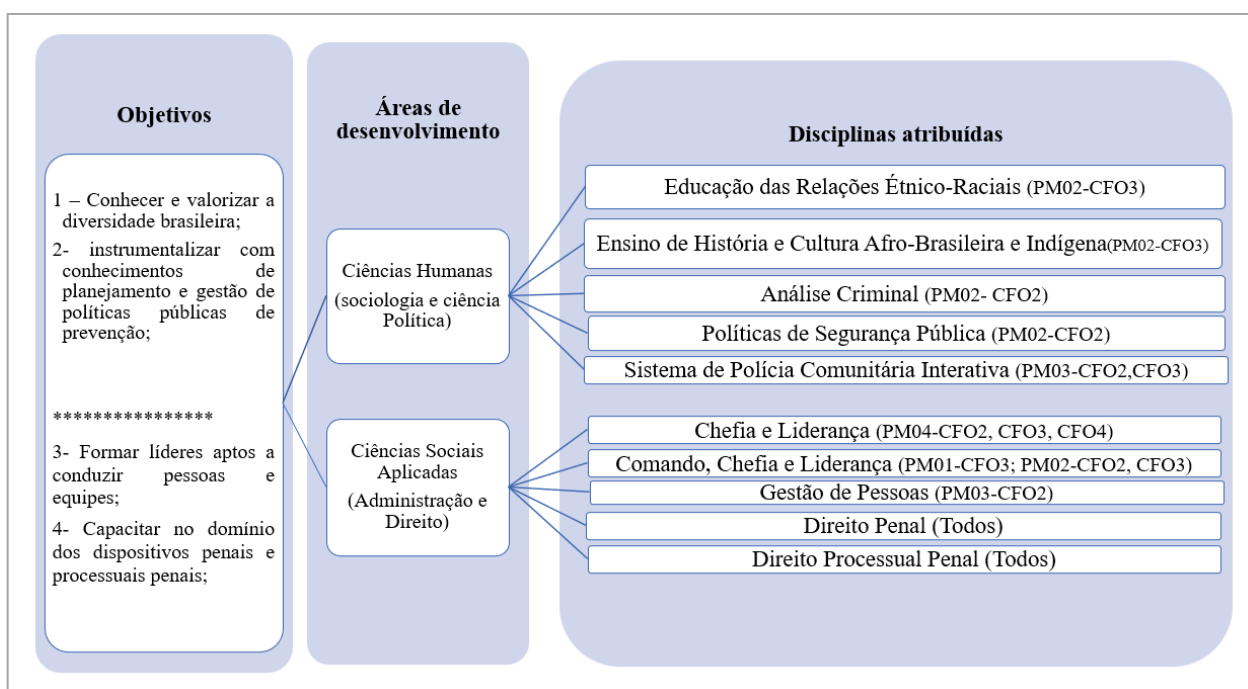 Objetivos
1 – Conhecer e valorizar a
diversidade brasileira;
2- instrumentalizar com
conhecimentos de
planejamento e gestão de
políticas públicas de
prevenção;
****************
3- Formar líderes aptos a
conduzir pessoas e
equipes;
4- Capacitar no domínio
dos dispositivos penais e
processuais penais;
Áreas de
desenvolvimento
Ciências Humanas
(sociologia e ciência
Política)
Ciências Sociais
Aplicadas
(Administração e
Direito)
Disciplinas atribuídas
Educação das Relações Étnico-Raciais (PM02-CFO3)
Ensino de História e Cultura Afro-Brasileira e Indígena(PM02-CFO3)
Análise Criminal (PM02- CFO2)
Políticas de Segurança Pública (PM02-CFO2)
Sistema de Polícia Comunitária Interativa (PM03-CFO2,CFO3)
Chefia e Liderança (PM04-CFO2, CFO3, CFO4)
Comando, Chefia e Liderança (PM01-CFO3; PM02-CFO2, CFO3)
Gestão de Pessoas (PM03-CFO2)
Direito Penal (Todos)
Direito Processual Penal (Todos)